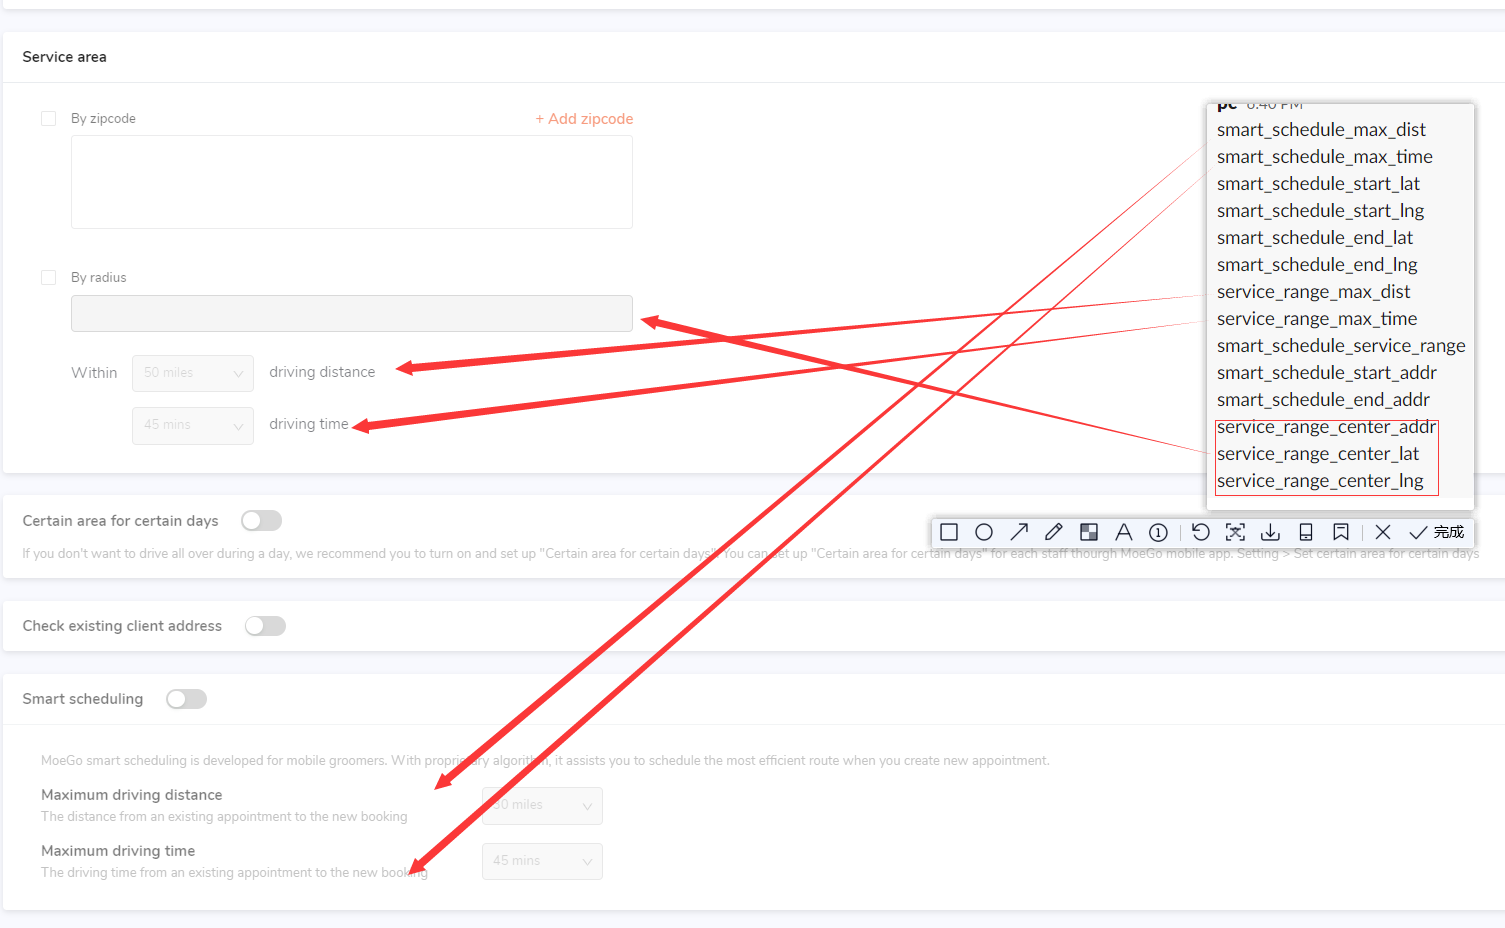 Service area
By zipcode
+ Add zipcode
By radius
Within 50 miles driving distance
45 mins driving time
pc 6:40 PM
smart_schedule_max_dist
smart_schedule_max_time
smart_schedule_start_lat
smart_schedule_start_lng
smart_schedule_end_lat
smart_schedule_end_lng
service_range_max_dist
service_range_max_time
smart_schedule_service_range
smart_schedule_start_addr
smart_schedule_end_addr
service_range_center_addr
service_range_center_lat
service_range_center_lng
完成
Certain area for certain days
If you don't want to drive all over during a day, we recommend you to turn on and set up "Certain area for certain days". You can set up "Certain area for certain days" for each staff thourgh MoeGo mobile app. Setting > Set certain area for certain days
Check existing client address
Smart scheduling
MoeGo smart scheduling is developed for mobile groomers. With proprietary algorithm, it assists you to schedule the most efficient route when you create new appointment.
Maximum driving distance
The distance from an existing appointment to the new booking
miles
Maximum driving time
The driving time from an existing appointment to the new booking
45 mins